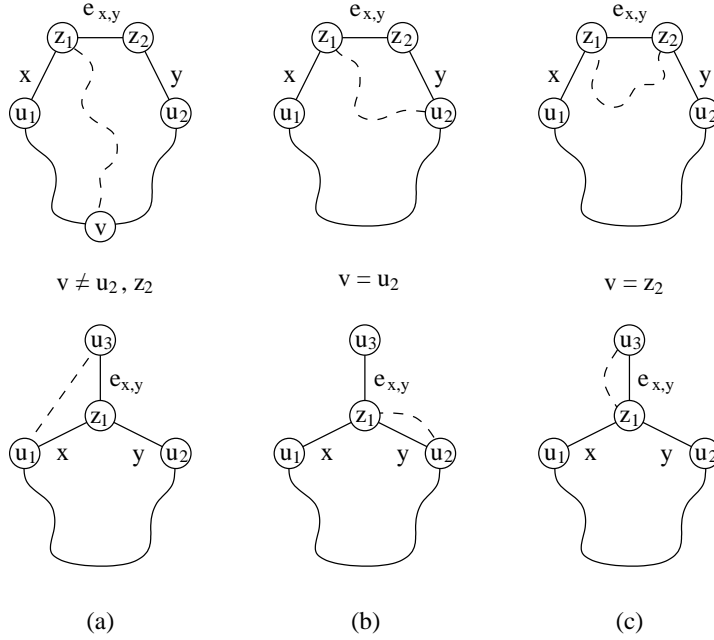 e x,y e x,y e x,y
z1 z2 z1 z2 z1 z2
x y x y x y
u1 u2 u1 u2 u1 u2
v
v ≠ u2 , z2 v = u2 v = z2
u3 u3 u3
e x,y e x,y e x,y
z1 z1 z1
u1 x y u2 u1 x y u2 u1 x y u2
(a) (b) (c)